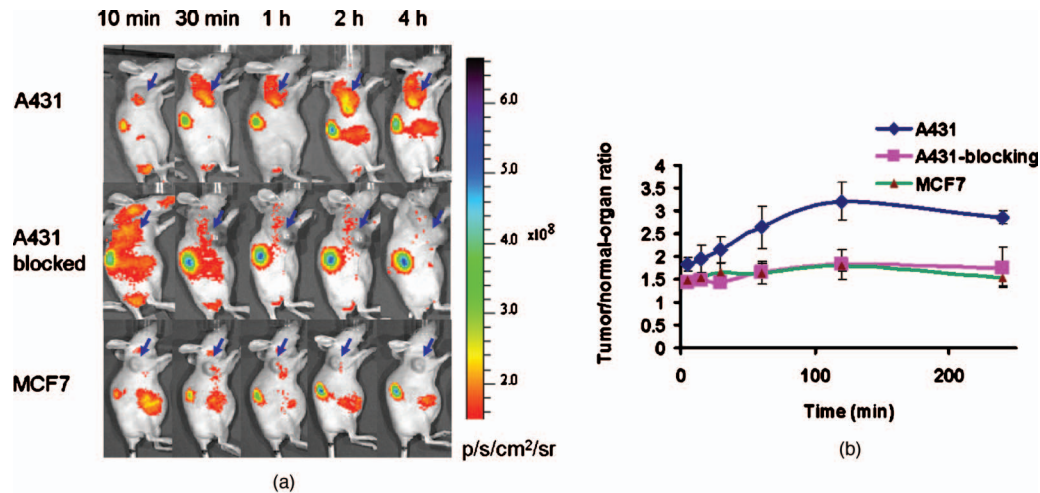 10 min 30 min 1 h 2 h 4 h
A431
A431
blocked
MCF7
6.0
5.0
4.0
x10⁸
3.0
2.0
p/s/cm²/sr
(a)
A431
A431-blocking
MCF7
Tumor/normal-organ ratio
4
3.5
3
2.5
2
1.5
1
0.5
0
0 100 200
Time (min)
(b)